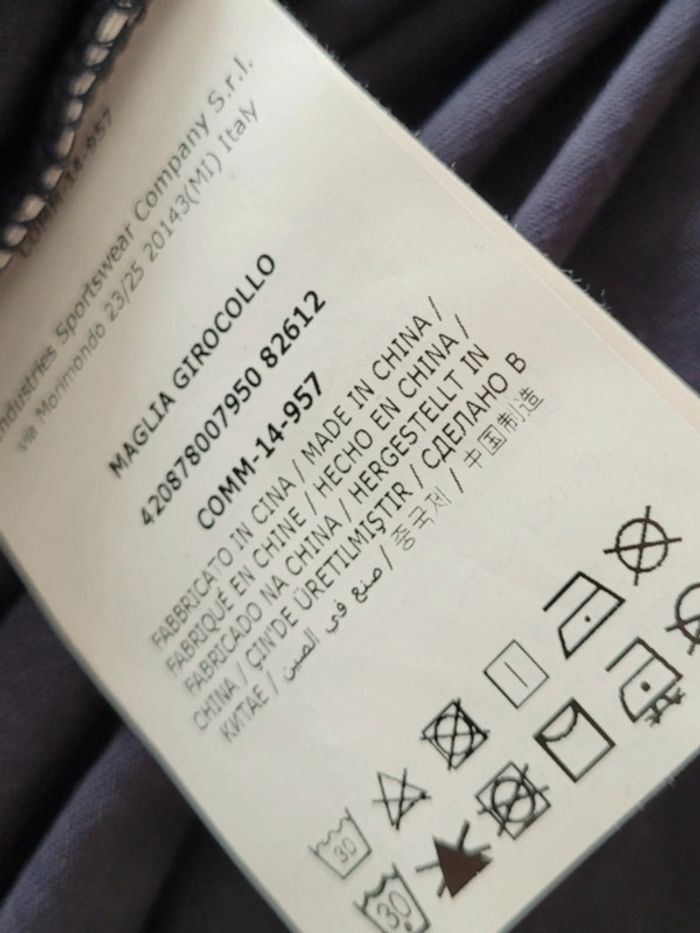 Industries Sportswear Company S.r.l.
via Morimondo 23/25 20143(MI) Italy
MAGLIA GIROCOLLO
420878007950 82612
COMM-14-957
FABBRICATO IN CINA / MADE IN CHINA /
FABRIQUÉ EN CHINE / HECHO EN CHINA /
FABRICADO NA CHINA / HERGESTELLT IN
CHINA / ÇIN'DE ÜRETILMIŞTIR / СДЕЛАНО В
КИТАЕ / صنع في الصين / 중국제 / 中国制造
30
30